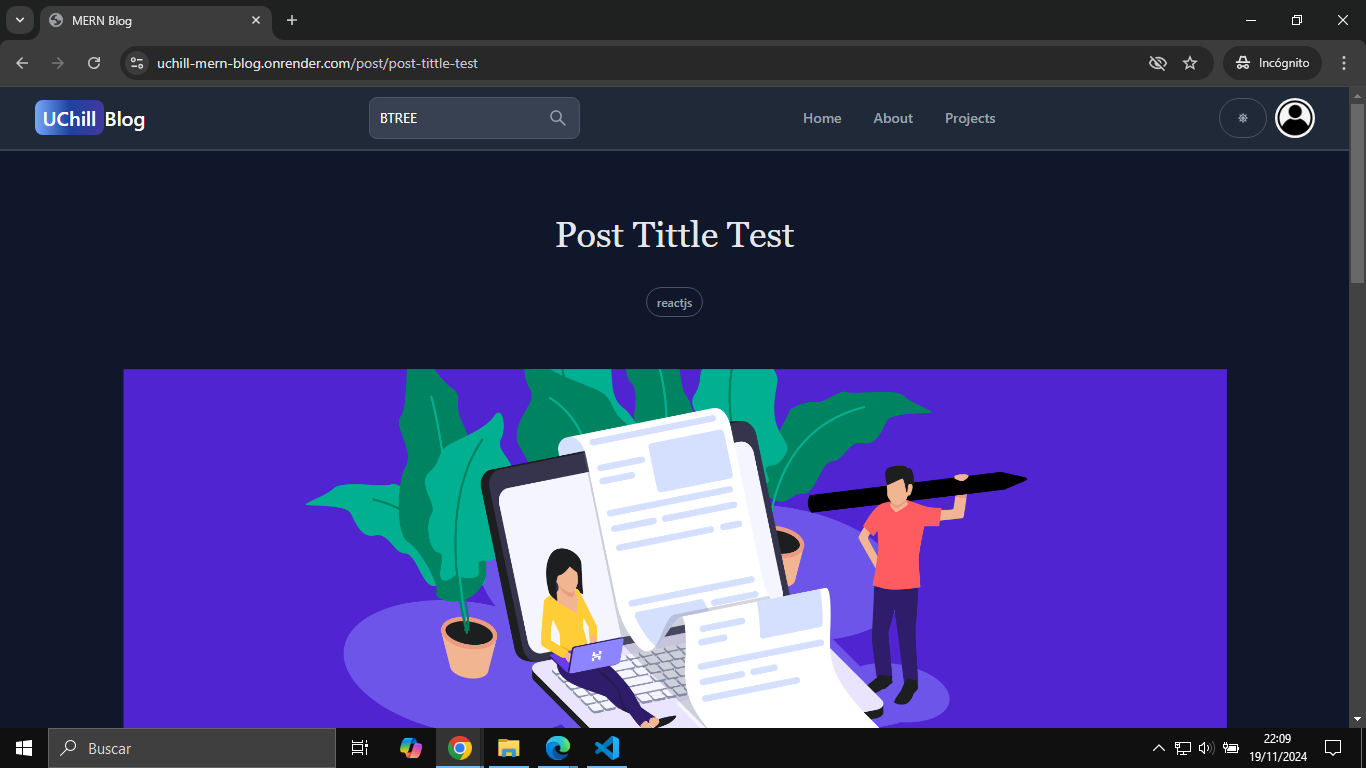 MERN Blog
uchill-mern-blog.onrender.com/post/post-tittle-test
Incógnito
UChill Blog
BTREE
Home About Projects
Post Tittle Test
reactjs
Buscar
22:09
19/11/2024